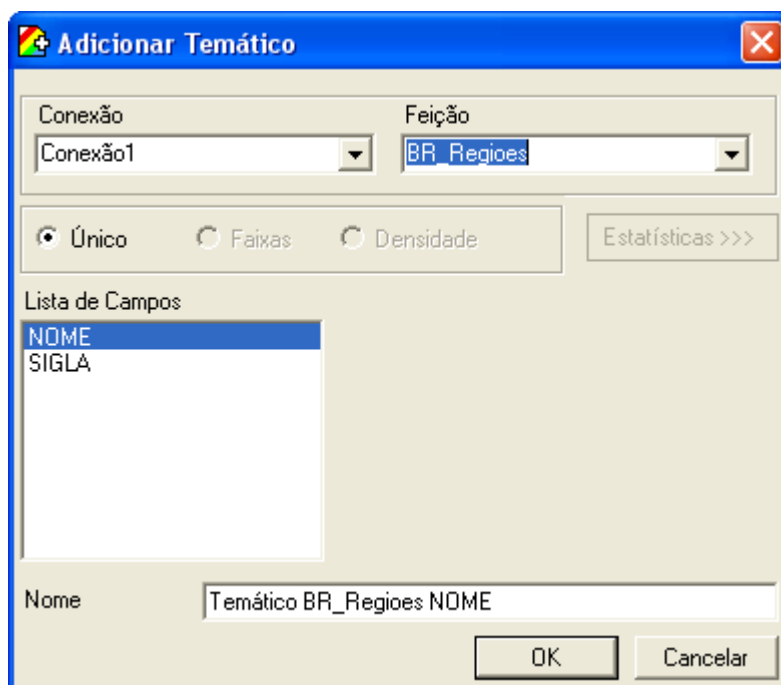 Adicionar Temático
Conexão Feição
Conexão1 BR_Regioes
Único Faixas Densidade Estatísticas >>>
Lista de Campos
NOME
SIGLA
Nome Temático BR_Regioes NOME
OK Cancelar